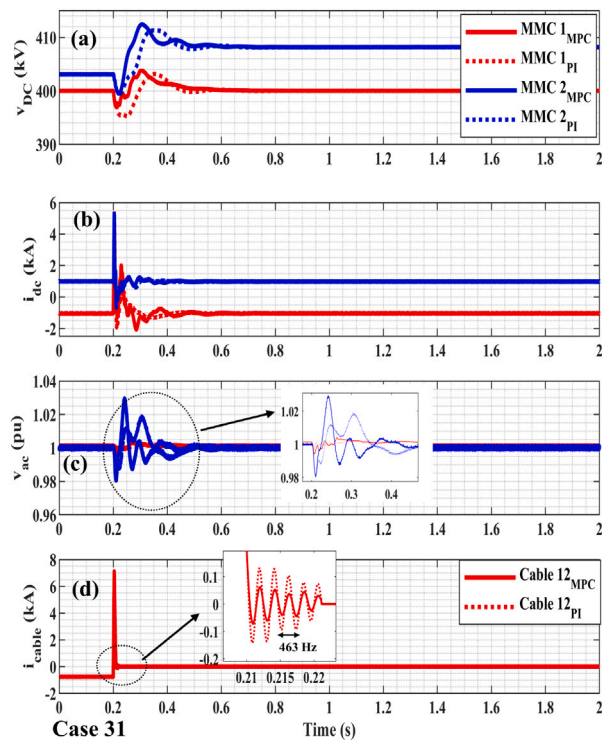 (a)
v_DC (kV)
410
400
390
MMC 1_MPC
MMC 1_PI
MMC 2_MPC
MMC 2_PI
0 0.2 0.4 0.6 0.8 1 1.2 1.4 1.6 1.8 2
(b)
i_dc (kA)
6
4
2
0
-2
0 0.2 0.4 0.6 0.8 1 1.2 1.4 1.6 1.8 2
(c)
v_ac (pu)
1.04
1.02
1
0.98
0.96
1.02
1
0.98
0.2 0.3 0.4
0 0.2 0.4 0.6 0.8 1 1.2 1.4 1.6 1.8 2
(d)
i_cable (kA)
8
6
4
2
0
-2
0.1
0
-0.1
-0.2
463 Hz
0.21 0.215 0.22
Cable 12_MPC
Cable 12_PI
0 0.2 0.4 0.6 0.8 1 1.2 1.4 1.6 1.8 2
Case 31
Time (s)